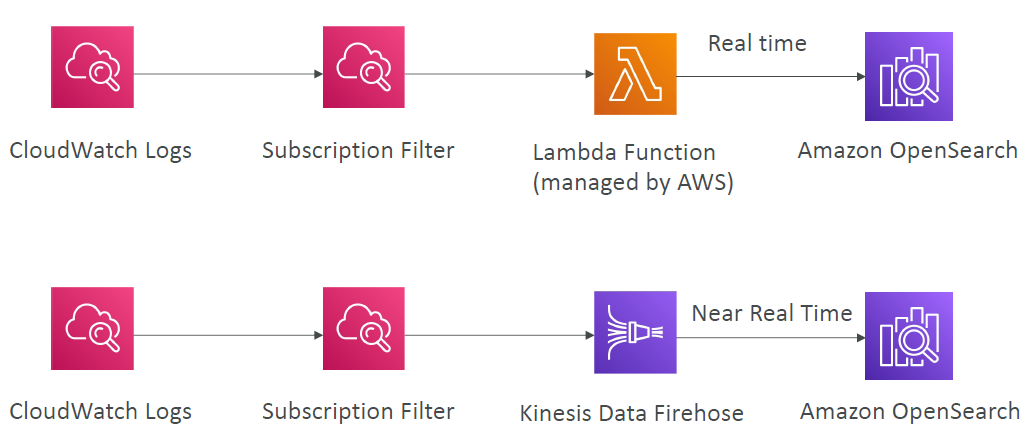 Real time
CloudWatch Logs
Subscription Filter
Lambda Function
(managed by AWS)
Amazon OpenSearch
Near Real Time
CloudWatch Logs
Subscription Filter
Kinesis Data Firehose
Amazon OpenSearch